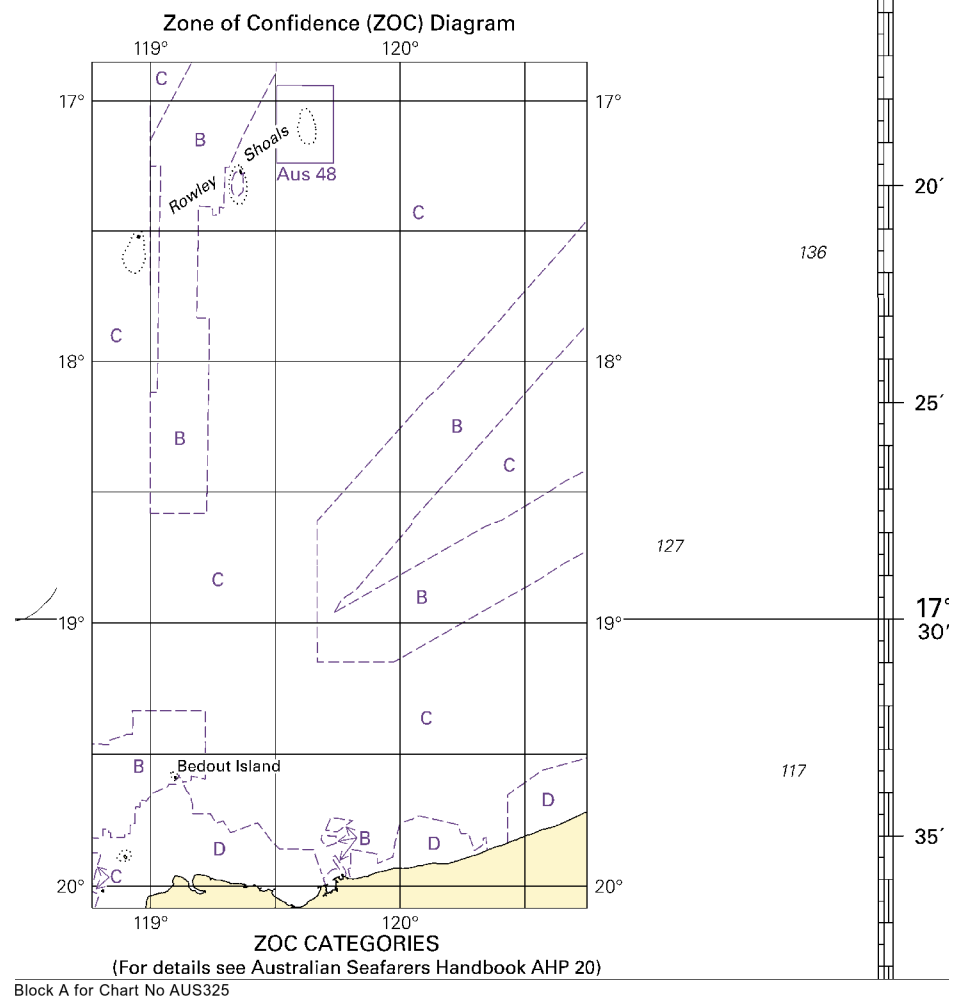 Zone of Confidence (ZOC) Diagram
119° 120°
C
17° 17°
B
Shoals
Aus 48
Rowley
20′
C
136
C
18° 18°
25′
B
B
C
127
C
B
17°
19° 19°
30′
C
B
Bedout Island
117
D
B
D
D
35′
C
20° 20°
119° 120°
ZOC CATEGORIES
(For details see Australian Seafarers Handbook AHP 20)
Block A for Chart No AUS325